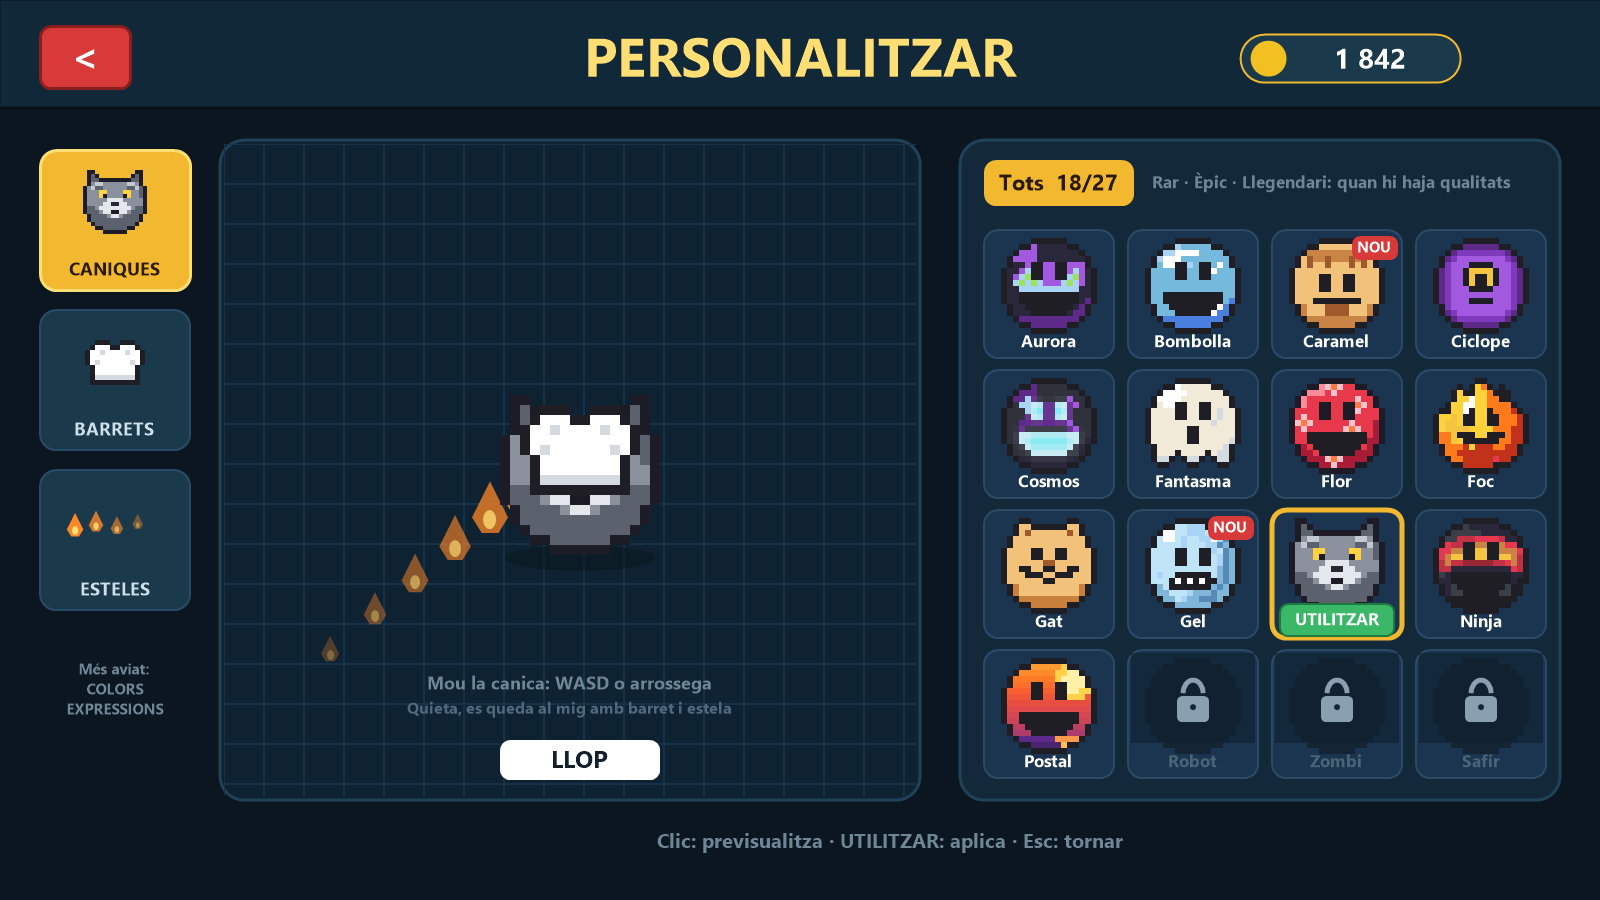 <
PERSONALITZAR
1 842
CANIQUES
BARRETS
ESTELES
Més aviat:
COLORS
EXPRESSIONS
Mou la canica: WASD o arrossega
Quieta, es queda al mig amb barret i estela
LLOP
Tots 18/27
Rar · Èpic · Llegendari: quan hi haja qualitats
Aurora
Bombolla
NOU
Caramel
Ciclope
Cosmos
Fantasma
Flor
Foc
Gat
NOU
Gel
UTILITZAR
Ninja
Postal
Robot
Zombi
Safir
Clic: previsualitza · UTILITZAR: aplica · Esc: tornar